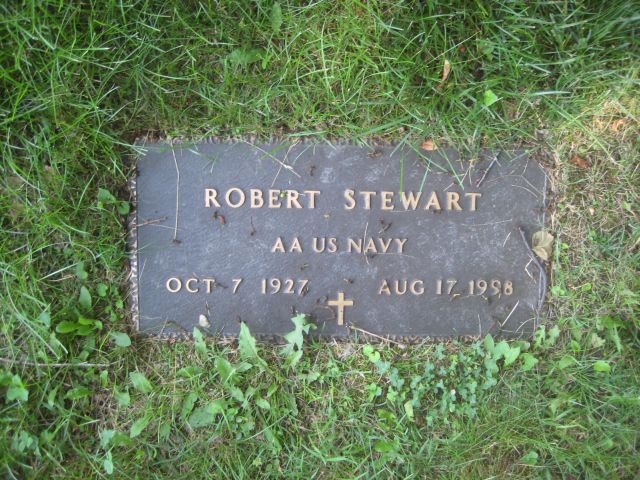 ROBERT STEWART
AA US NAVY
OCT 7 1927 AUG 17 1998